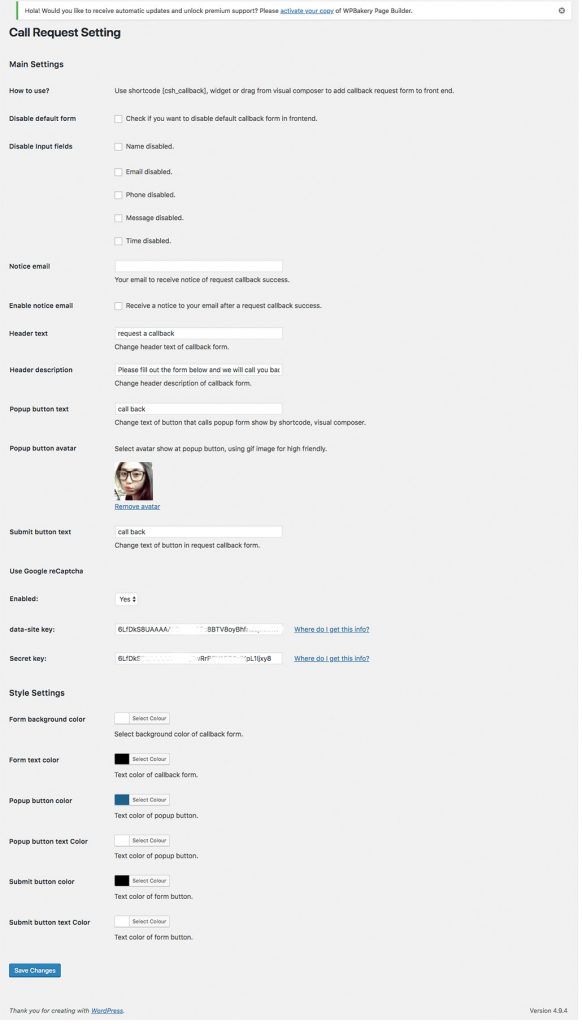 Hola! Would you like to receive automatic updates and unlock premium support? Please activate your copy of WPBakery Page Builder.
Call Request Setting
Main Settings
How to use? Use shortcode [csh_callback], widget or drag from visual composer to add callback request form to front end.
Disable default form Check if you want to disable default callback form in frontend.
Disable Input fields Name disabled.
Email disabled.
Phone disabled.
Message disabled.
Time disabled.
Notice email
Your email to receive notice of request callback success.
Enable notice email Receive a notice to your email after a request callback success.
Header text request a callback
Change header text of callback form.
Header description Please fill out the form below and we will call you bac
Change header description of callback form.
Popup button text call back
Change text of button that calls popup form show by shortcode, visual composer.
Popup button avatar Select avatar show at popup button, using gif image for high friendly.
Remove avatar
Submit button text call back
Change text of button in request callback form.
Use Google reCaptcha
Enabled: Yes
data-site key: Where do I get this info?
Secret key: Where do I get this info?
Style Settings
Form background color Select Colour
Select background color of callback form.
Form text color Select Colour
Text color of callback form.
Popup button color Select Colour
Text color of popup button.
Popup button text Color Select Colour
Text color of popup button.
Submit button color Select Colour
Text color of form button.
Submit button text Color Select Colour
Text color of form button.
Save Changes
Thank you for creating with WordPress. Version 4.9.4